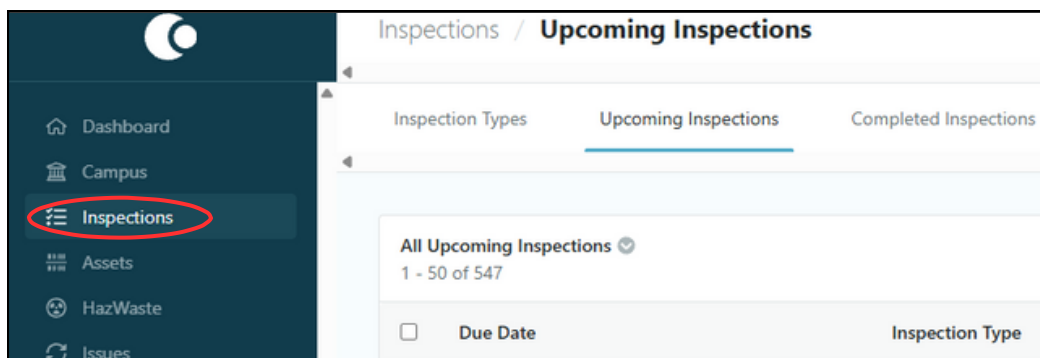 Inspections / Upcoming Inspections
Dashboard
Campus
Inspections
Assets
HazWaste
Issues
Inspection Types Upcoming Inspections Completed Inspections
All Upcoming Inspections
1 - 50 of 547
Due Date Inspection Type